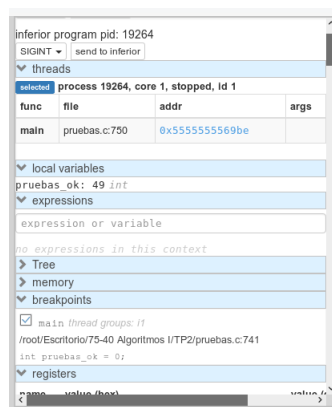 inferior program pid: 19264
SIGINT send to inferior
threads
selected process 19264, core 1, stopped, id 1
func file addr args
main pruebas.c:750 0x5555555569be
local variables
pruebas_ok: 49 int
expressions
expression or variable
no expressions in this context
Tree
memory
breakpoints
main thread groups: i1
/root/Escritorio/75-40 Algoritmos I/TP2/pruebas.c:741
int pruebas_ok = 0;
registers
name value (hex)